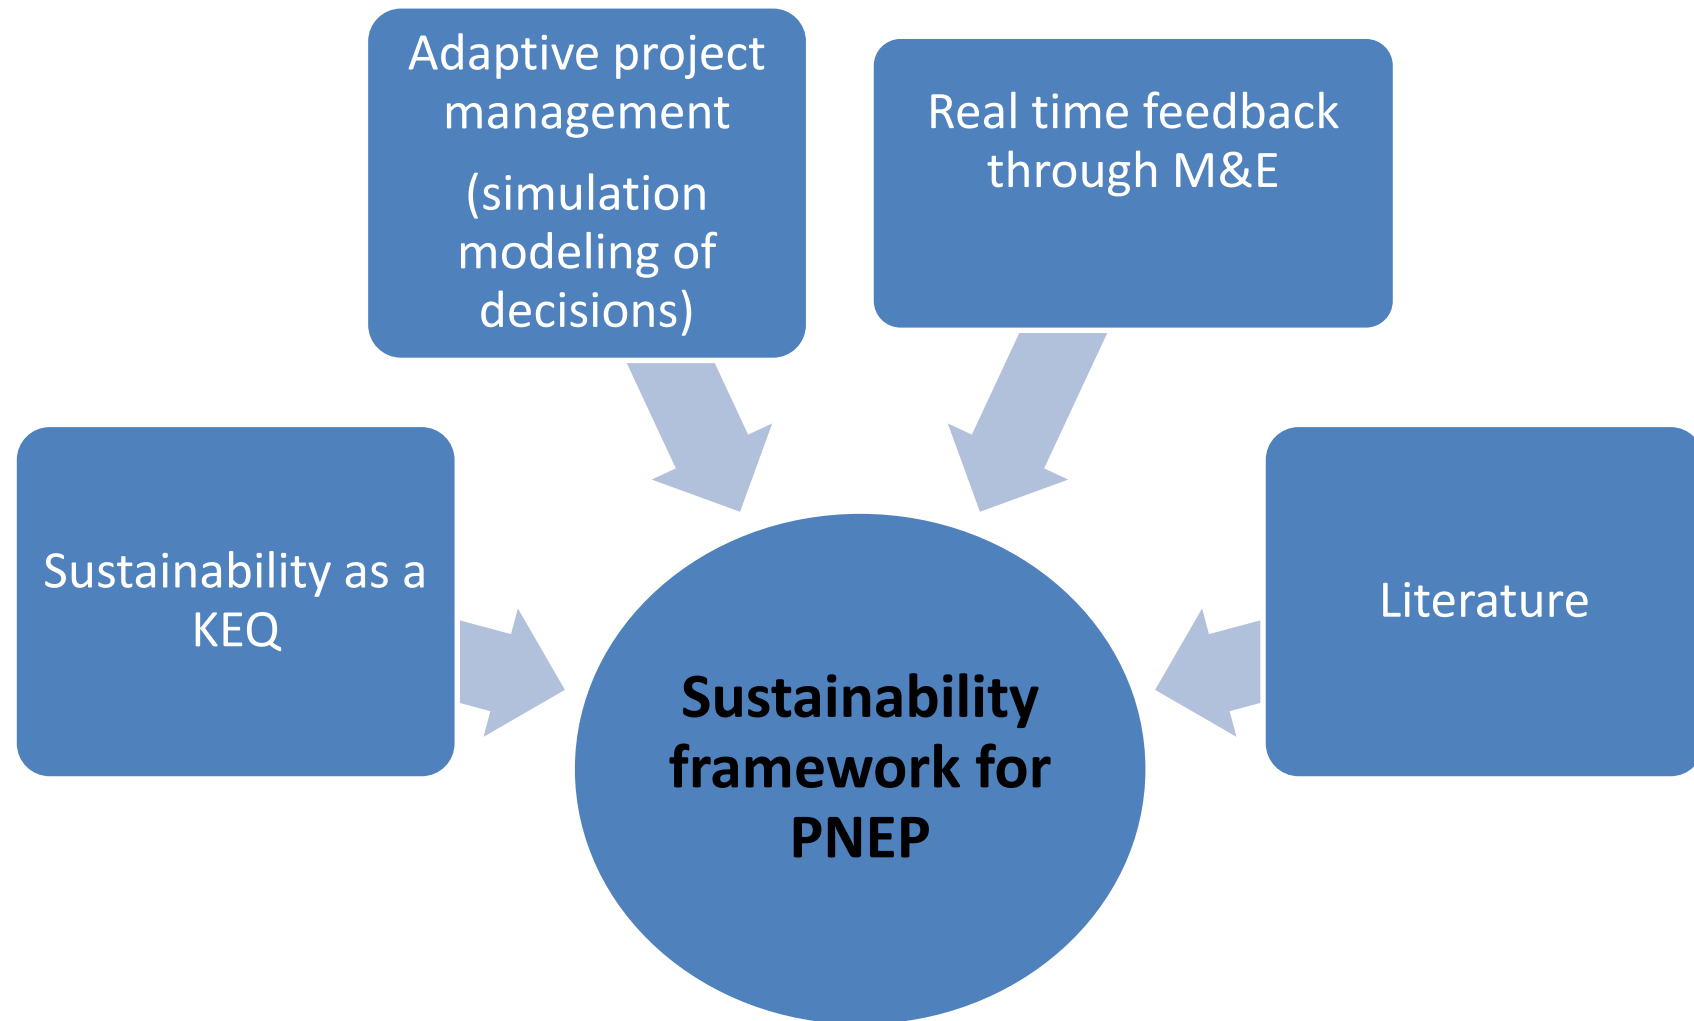 Adaptive project
management
(simulation
modeling of
decisions)
Real time feedback
through M&E
Sustainability as a
KEQ
Literature
Sustainability
framework for
PNEP